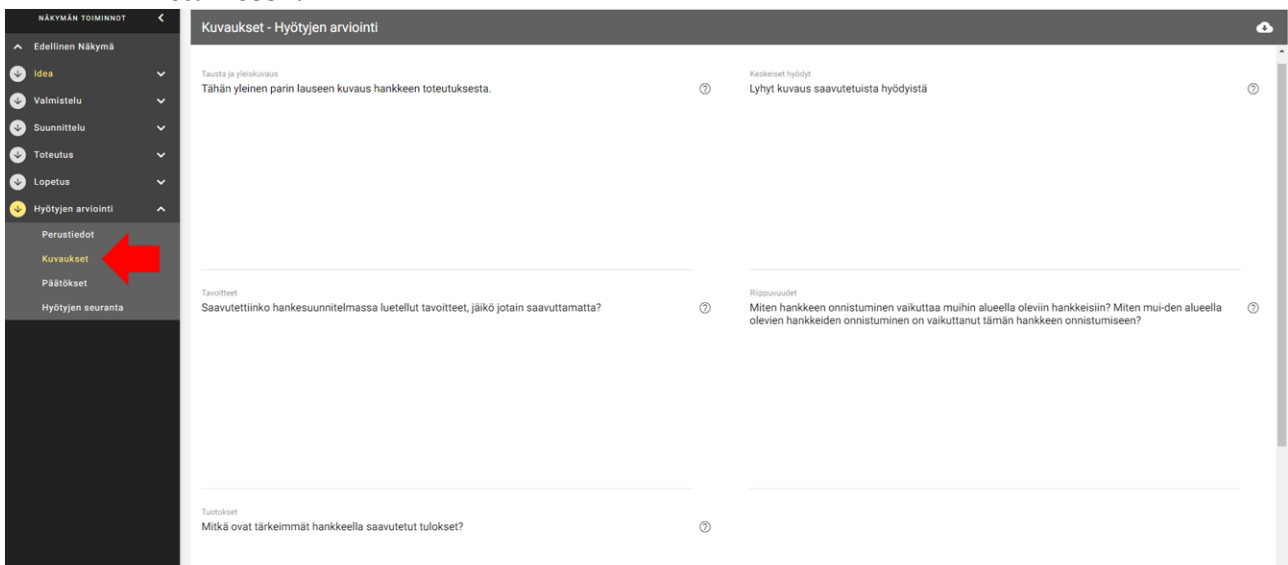 NÄKYMÄN TOIMINNOT
Edellinen Näkymä
Idea
Valmistelu
Suunnittelu
Toteutus
Lopetus
Hyötyjen arviointi
Perustiedot
Kuvaukset
Päätökset
Hyötyjen seuranta
Kuvaukset - Hyötyjen arviointi
Tausta ja yleiskuvaus
Tähän yleinen parin lauseen kuvaus hankkeen toteutuksesta.
Keskeiset hyödyt
Lyhyt kuvaus saavutetuista hyödyistä
Tavoitteet
Saavutettiinko hankesuunnitelmassa luetellut tavoitteet, jäikö jotain saavuttamatta?
Riippuvuudet
Miten hankkeen onnistuminen vaikuttaa muihin alueella oleviin hankkeisiin? Miten mui-den alueella
olevien hankkeiden onnistuminen on vaikuttanut tämän hankkeen onnistumiseen?
Tuotokset
Mitkä ovat tärkeimmät hankkeella saavutetut tulokset?